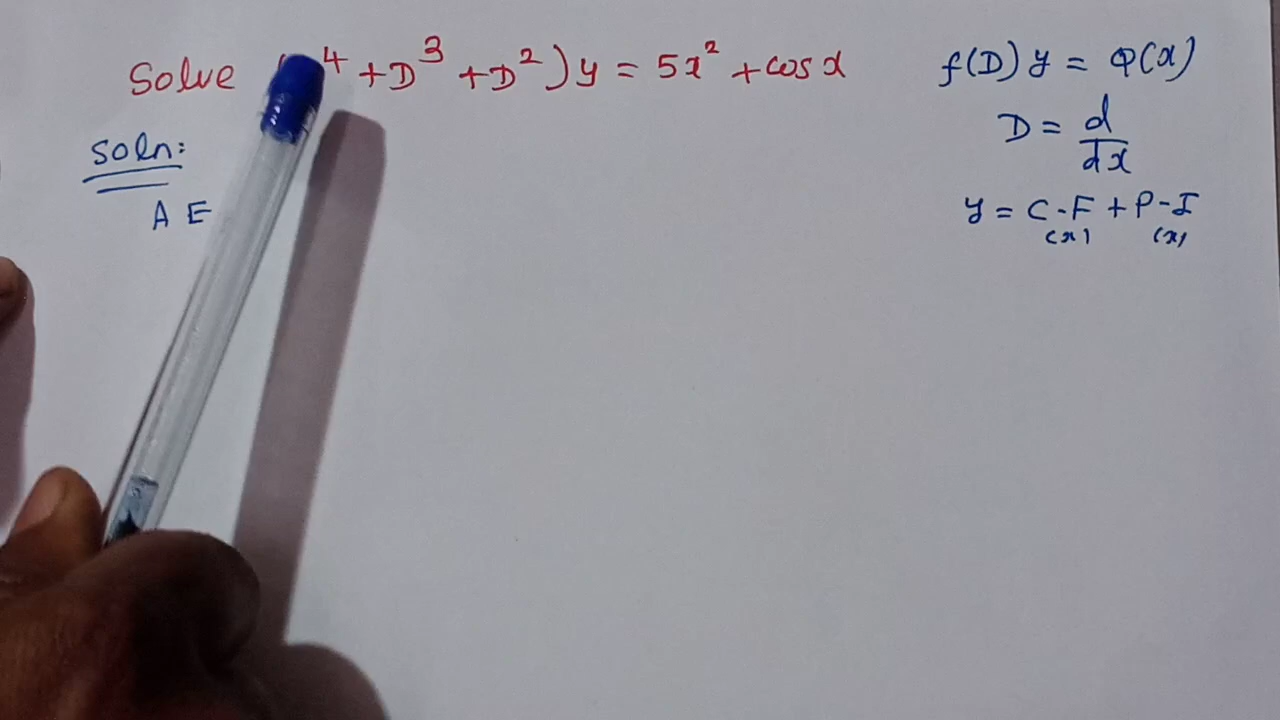 Solve 4 + D³ + D² ) y = 5x² + cos x
Soln:
A E
f(D) y = Q(x)
D = d/dx
y = C-F + P-I
(x) (x)